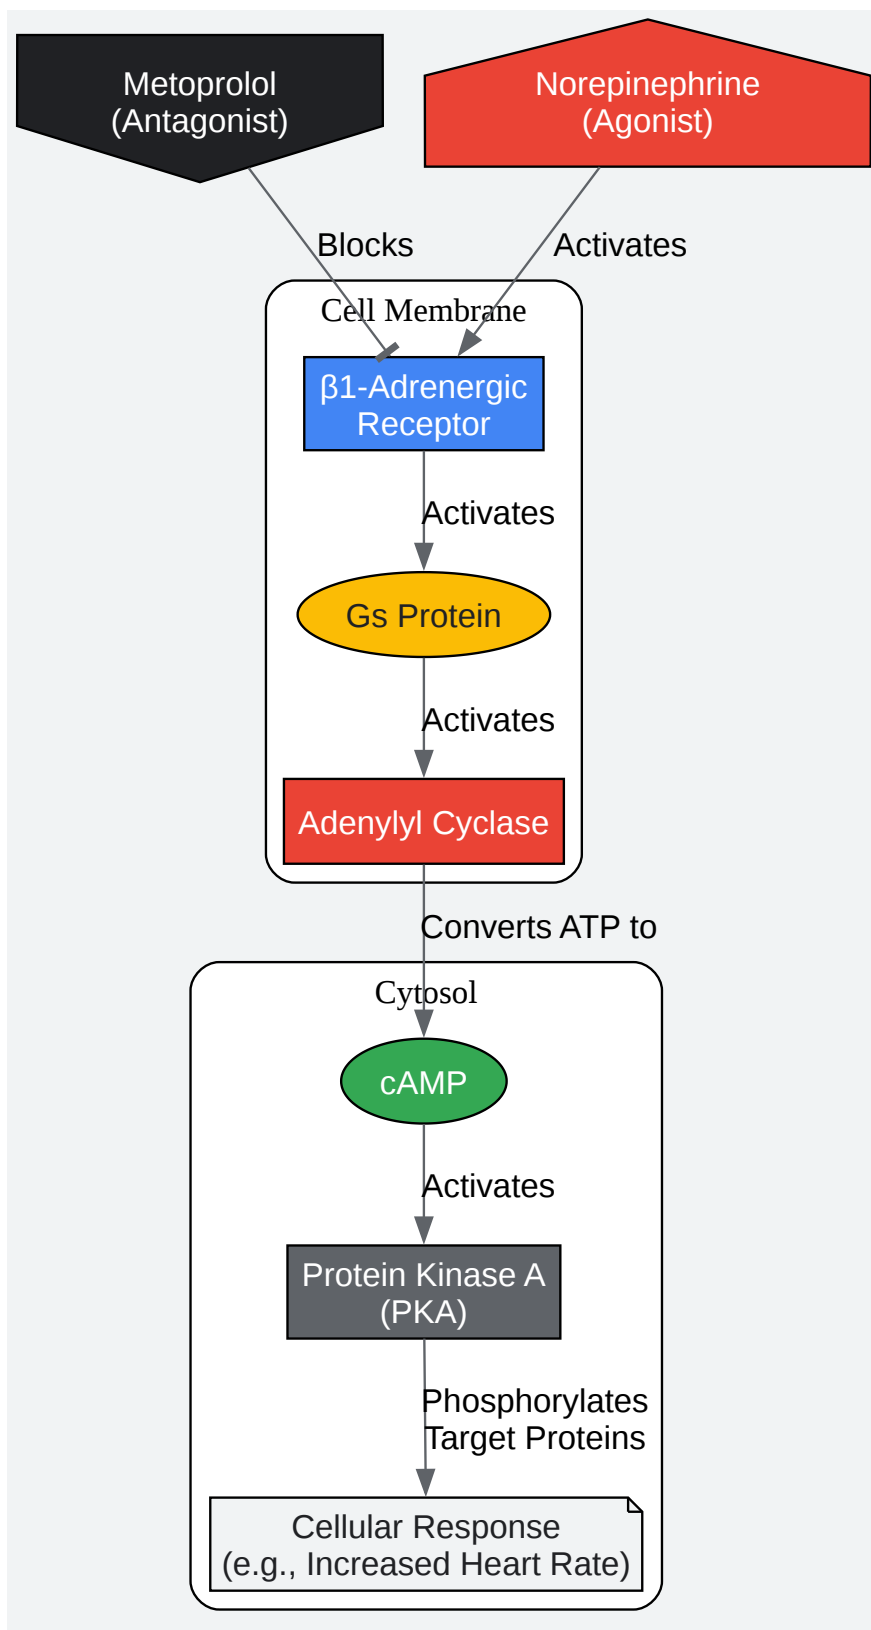 Metoprolol
(Antagonist)
Norepinephrine
(Agonist)
Blocks
Activates
Cell Membrane
β1-Adrenergic
Receptor
Activates
Gs Protein
Activates
Adenylyl Cyclase
Converts ATP to
Cytosol
cAMP
Activates
Protein Kinase A
(PKA)
Phosphorylates
Target Proteins
Cellular Response
(e.g., Increased Heart Rate)